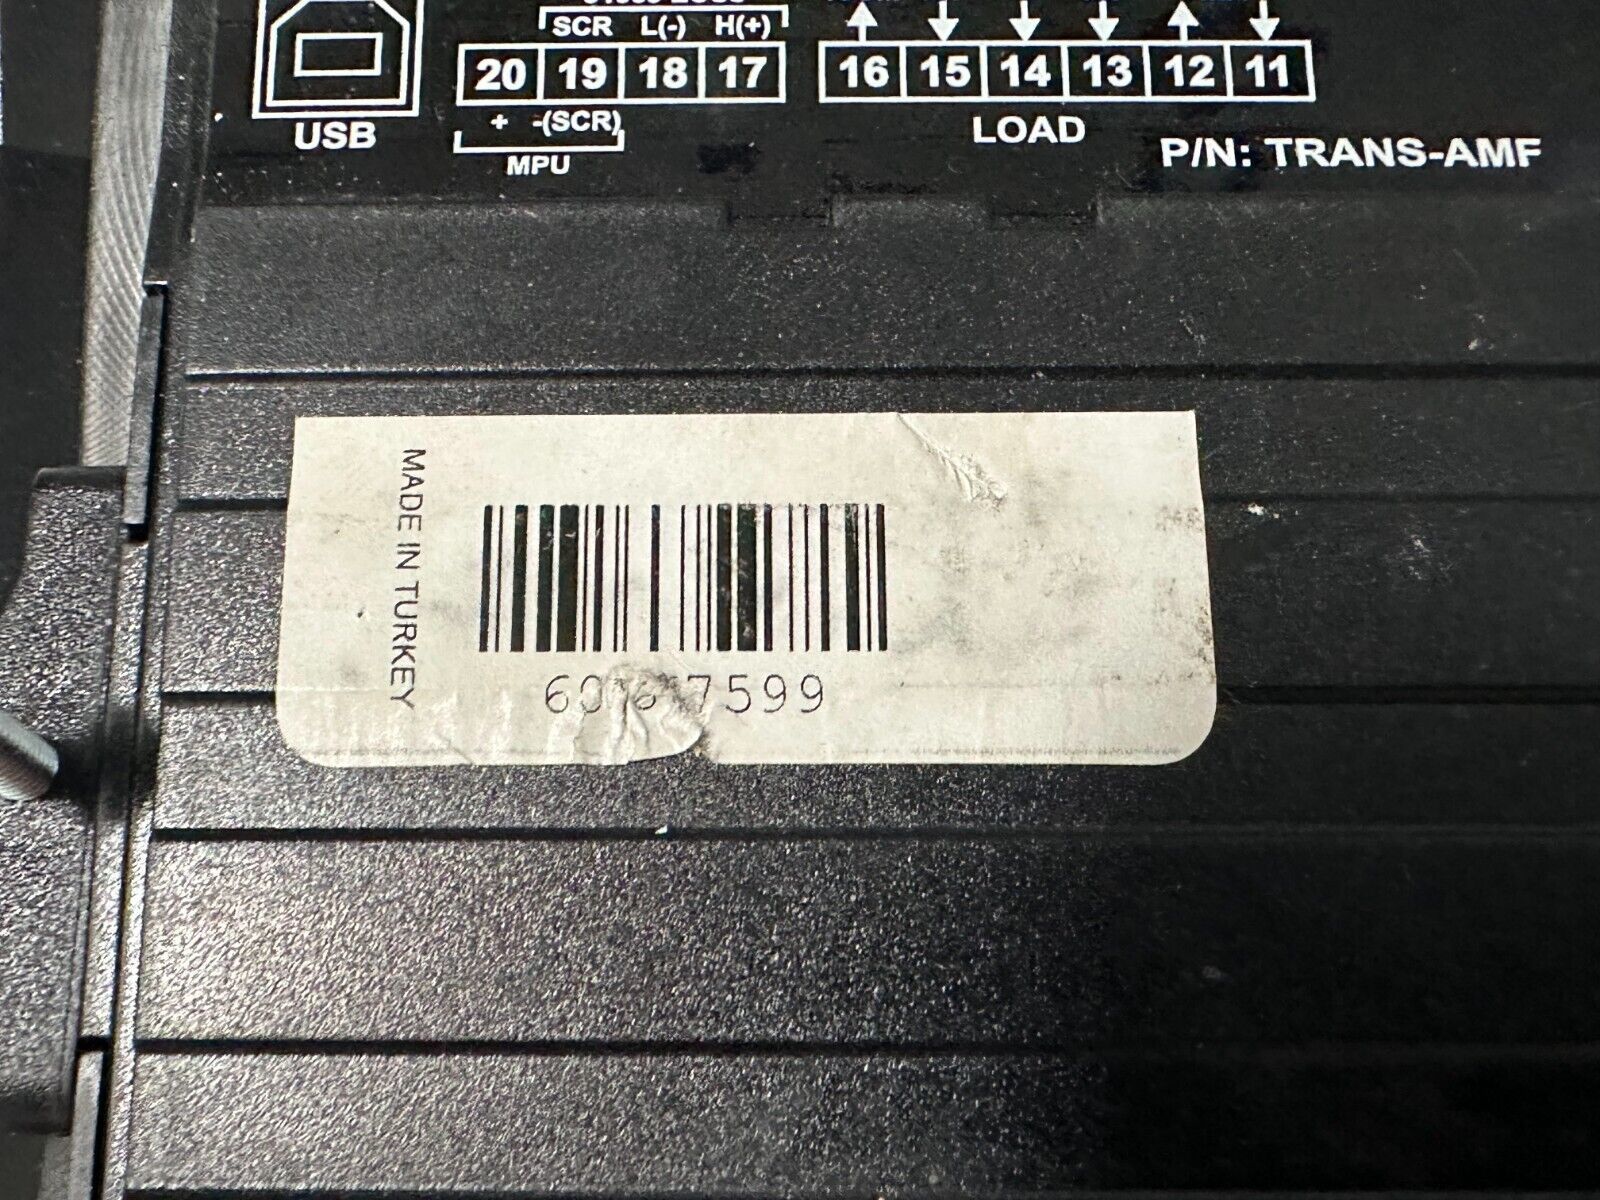 SCR L(-) H(+)
20 19 18 17
+ -(SCR)
MPU
USB
16 15 14 13 12 11
LOAD
P/N: TRANS-AMF
MADE IN TURKEY